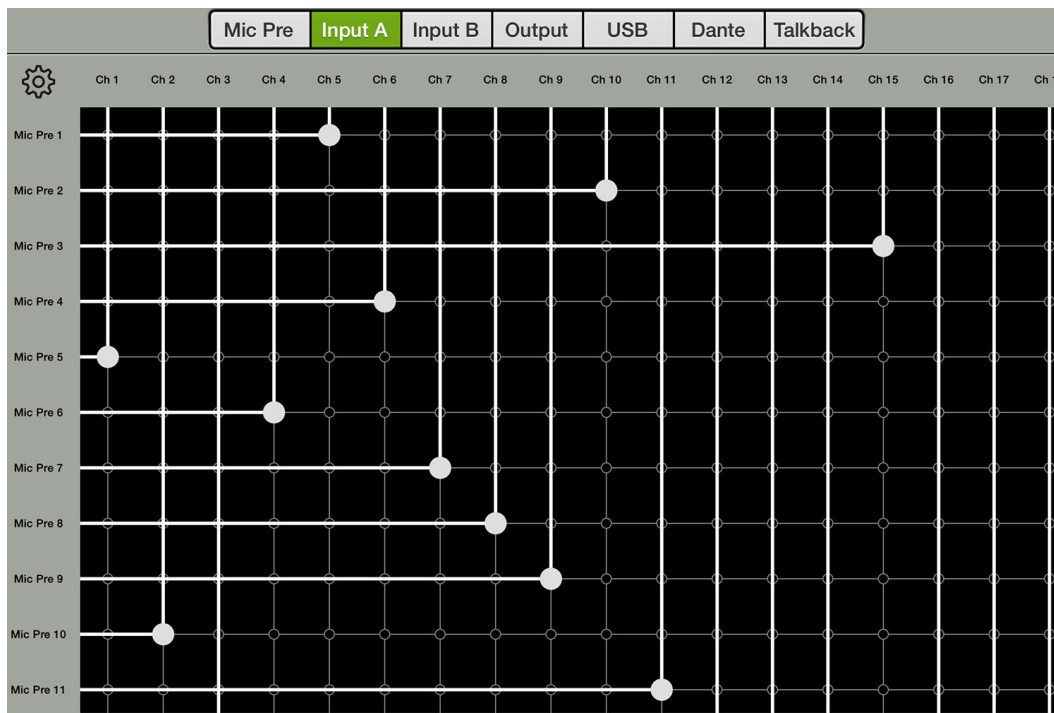 Mic Pre Input A Input B Output USB Dante Talkback
Ch 1 Ch 2 Ch 3 Ch 4 Ch 5 Ch 6 Ch 7 Ch 8 Ch 9 Ch 10 Ch 11 Ch 12 Ch 13 Ch 14 Ch 15 Ch 16 Ch 17 Ch
Mic Pre 1
Mic Pre 2
Mic Pre 3
Mic Pre 4
Mic Pre 5
Mic Pre 6
Mic Pre 7
Mic Pre 8
Mic Pre 9
Mic Pre 10
Mic Pre 11